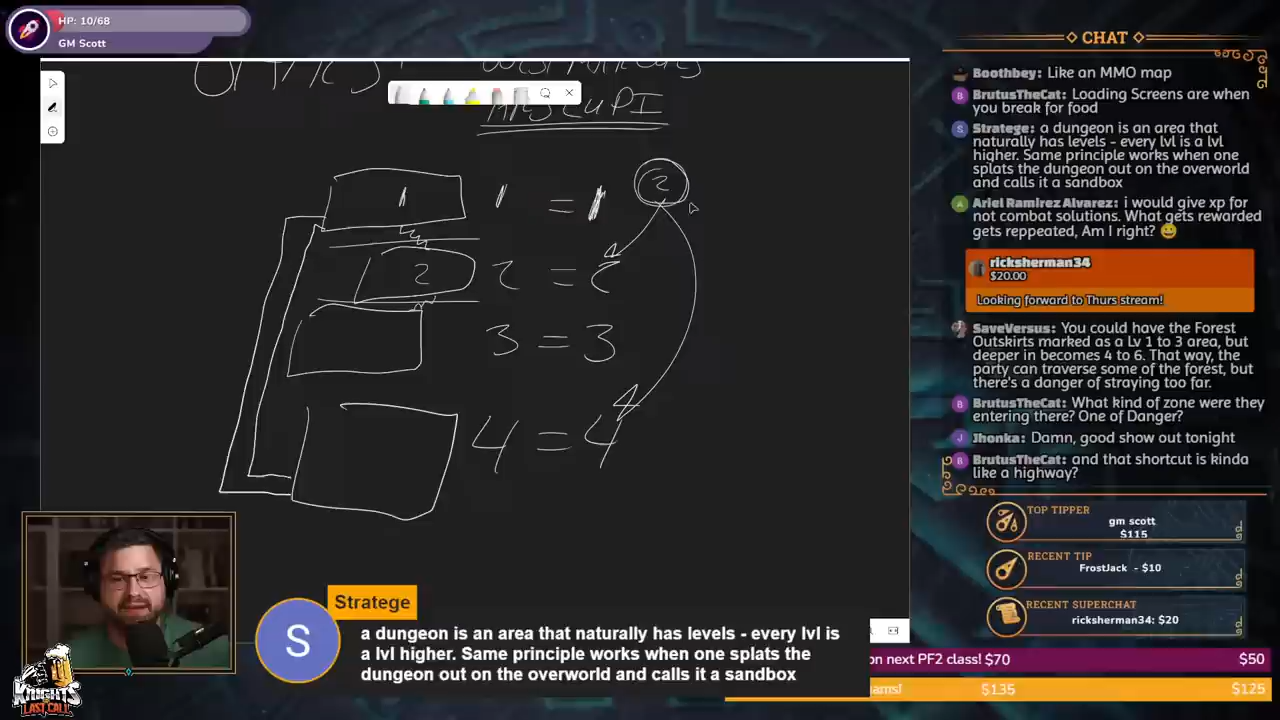 HP: 10/68
GM Scott
CHAT
Boothbey: Like an MMO map
BrutusTheCat: Loading Screens are when
you break for food
Stratege: a dungeon is an area that
naturally has levels - every lvl is a lvl
higher. Same principle works when one
splats the dungeon out on the overworld
and calls it a sandbox
Ariel Ramirez Alvarez: i would give xp for
not combat solutions. What gets rewarded
gets reppeated, Am I right? 😄
ricksherman34
$20.00
Looking forward to Thurs stream!
SaveVersus: You could have the Forest
Outskirts marked as a Lv 1 to 3 area, but
deeper in becomes 4 to 6. That way, the
party can traverse some of the forest, but
there's a danger of straying too far.
BrutusTheCat: What kind of zone were they
entering there? One of Danger?
Jhonka: Damn, good show out tonight
BrutusTheCat: and that shortcut is kinda
like a highway?
1 1 = 1 2
2 2 = 2
3 = 3
4 = 4
TOP TIPPER
gm scott
$115
RECENT TIP
FrostJack - $10
RECENT SUPERCHAT
ricksherman34: $20
Stratege
S
a dungeon is an area that naturally has levels - every lvl is
a lvl higher. Same principle works when one splats the
dungeon out on the overworld and calls it a sandbox
on next PF2 class! $70 $50
ams! $135 $125
KNIGHTS
OF LAST CALL